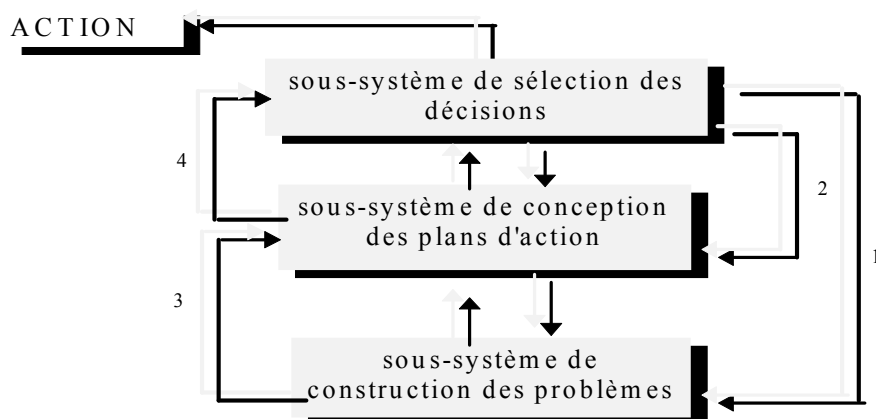 ACTION
sous-système de sélection des
décisions
4
2
sous-système de conception
des plans d'action
1
3
sous-système de
construction des problèmes